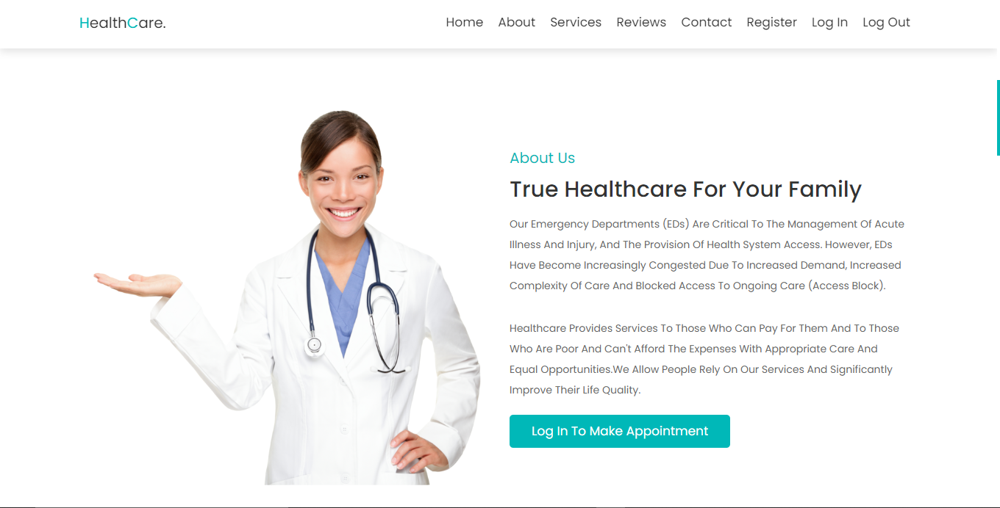 HealthCare.
Home About Services Reviews Contact Register Log In Log Out
About Us
True Healthcare For Your Family
Our Emergency Departments (EDs) Are Critical To The Management Of Acute
Illness And Injury, And The Provision Of Health System Access. However, EDs
Have Become Increasingly Congested Due To Increased Demand, Increased
Complexity Of Care And Blocked Access To Ongoing Care (Access Block).
Healthcare Provides Services To Those Who Can Pay For Them And To Those
Who Are Poor And Can't Afford The Expenses With Appropriate Care And
Equal Opportunities.We Allow People Rely On Our Services And Significantly
Improve Their Life Quality.
Log In To Make Appointment